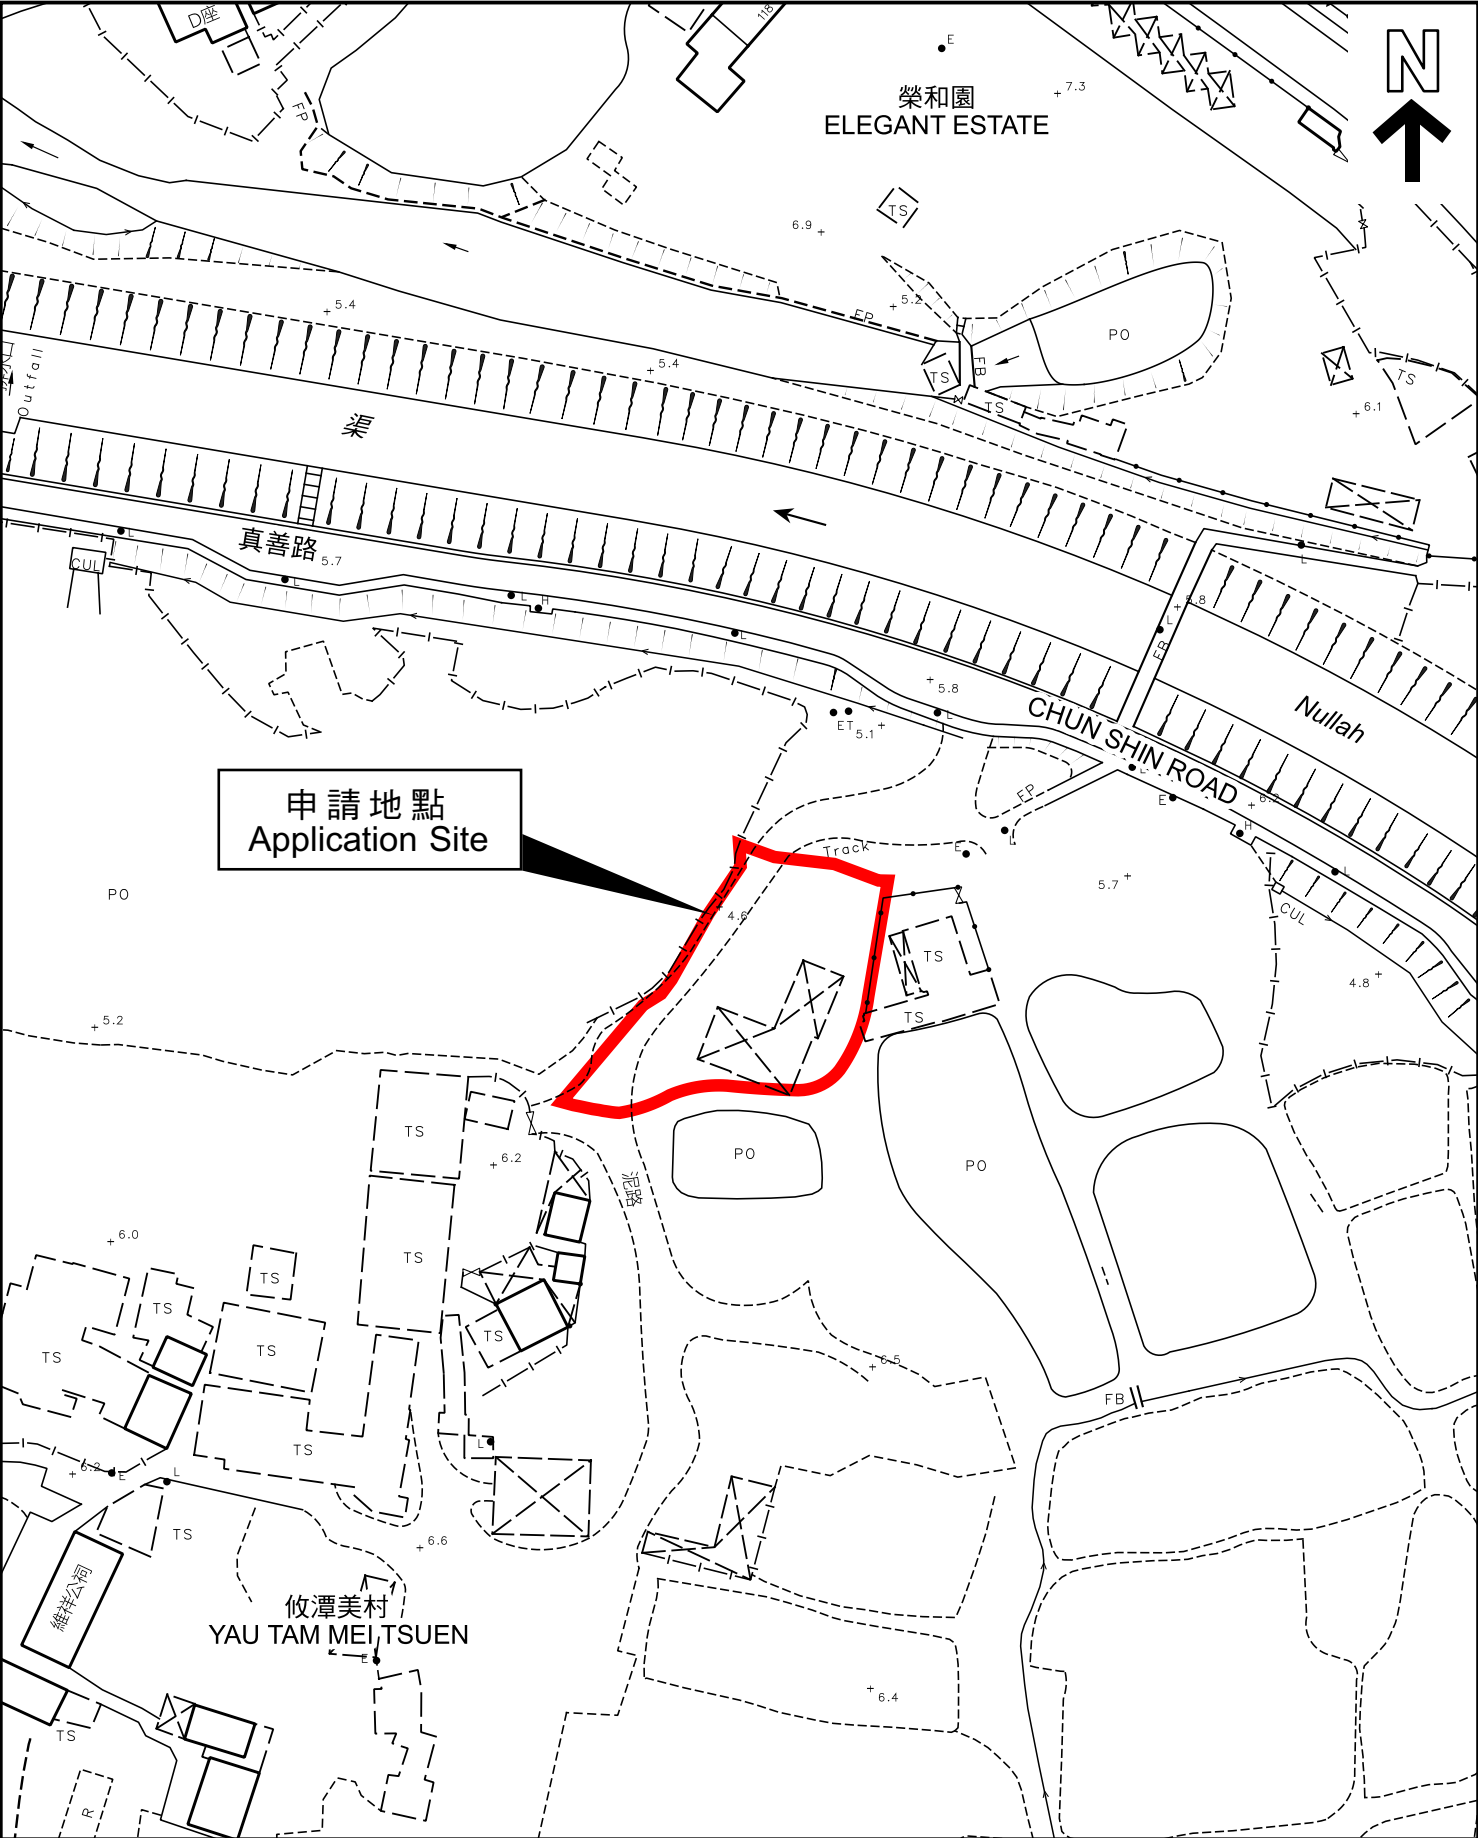 D座
118
E
N
榮和園
ELEGANT ESTATE
7.3
FP
TS
6.9
5.2
5.4
FP
PO
FB
TS
TS
TS
5.4
6.1
Outfall
渠
真善路
5.7
L
CUL
L
L
H
L
L
5.8
L
FB
5.8
L
CHUN SHIN ROAD
Nullah
ET
5.1
申請地點
Application Site
FP
E
6.2
H
L
L
Track
E
5.7
PO
4.6
CUL
TS
4.8
TS
5.2
TS
PO
PO
6.2
泥路
6.0
TS
TS
TS
TS
TS
TS
6.5
FB
TS
L
6.2
E
L
TS
6.6
維祥公祠
攸潭美村
YAU TAM MEI TSUEN
E
6.4
TS
R